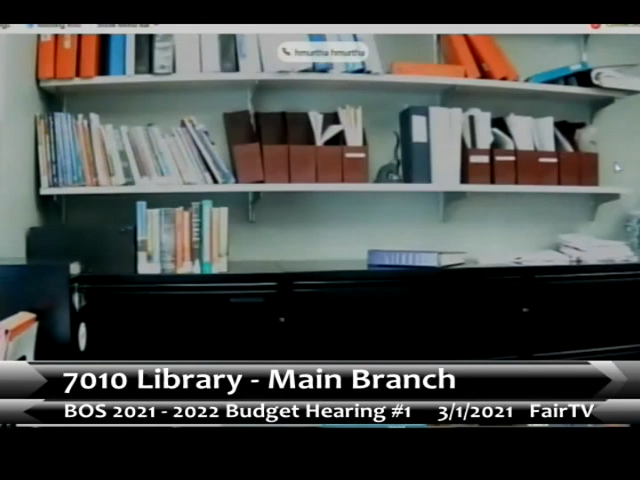 hmurtha hmurtha
7010 Library - Main Branch
BOS 2021 - 2022 Budget Hearing #1 3/1/2021 FairTV